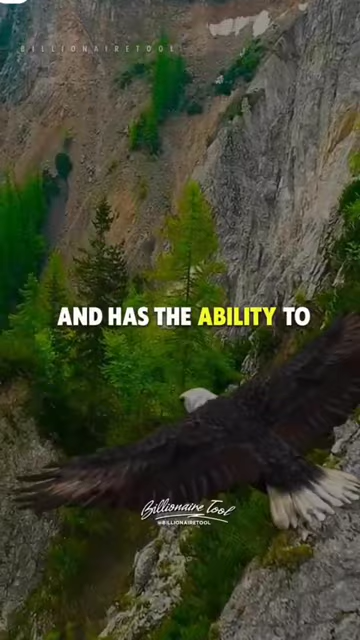 BILLIONAIRETOOL
AND HAS THE ABILITY TO
Billionaire Tool
@BILLIONAIRETOOL